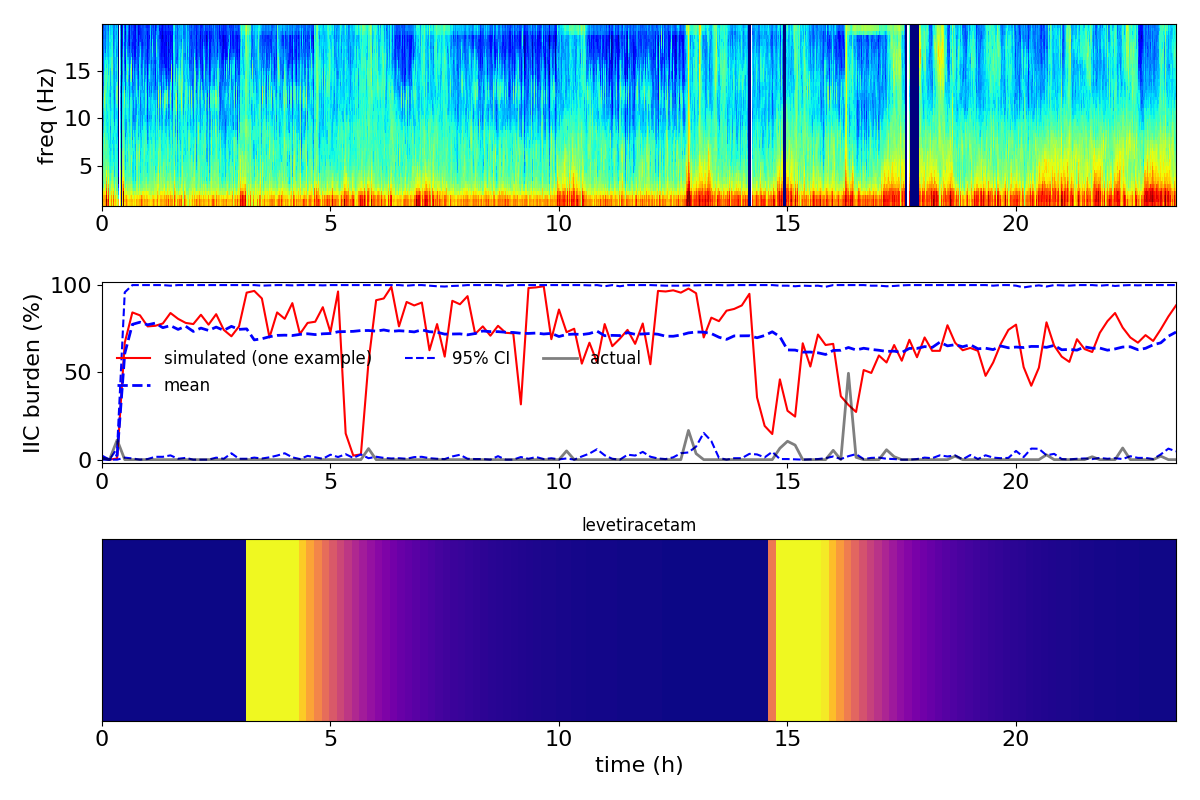 freq (Hz)
15
10
5
0 5 10 15 20
IIC burden (%)
100
50
0
simulated (one example) 95% CI actual
mean
0 5 10 15 20
levetiracetam
0 5 10 15 20
time (h)